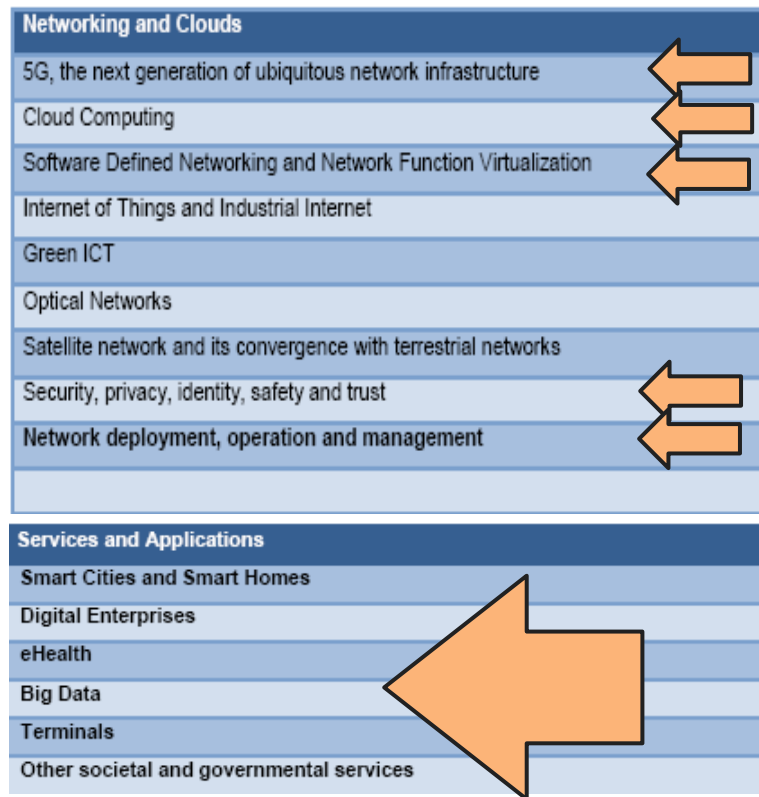 Networking and Clouds
5G, the next generation of ubiquitous network infrastructure
Cloud Computing
Software Defined Networking and Network Function Virtualization
Internet of Things and Industrial Internet
Green ICT
Optical Networks
Satellite network and its convergence with terrestrial networks
Security, privacy, identity, safety and trust
Network deployment, operation and management
Services and Applications
Smart Cities and Smart Homes
Digital Enterprises
eHealth
Big Data
Terminals
Other societal and governmental services